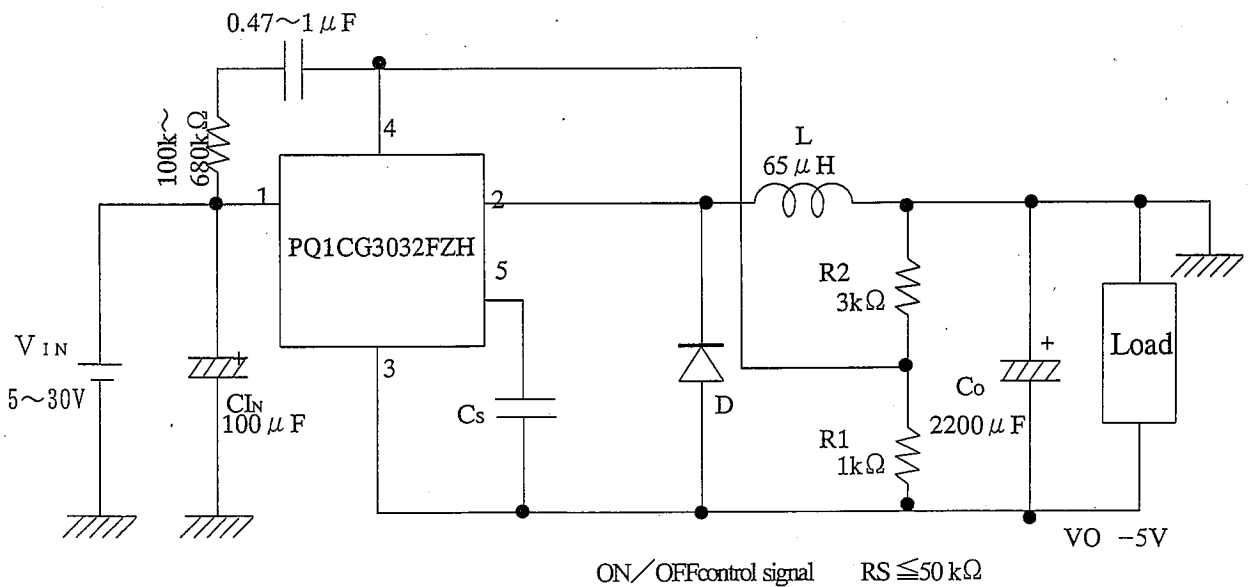 0.47～1μF
100k～
680kΩ
4
L
65μH
1
2
PQ1CG3032FZH
5
R2
3kΩ
VIN
5～30V
+
CIN
100μF
3
Cs
D
R1
1kΩ
+
Co
2200μF
Load
VO -5V
ON／OFFcontrol signal RS≦50kΩ